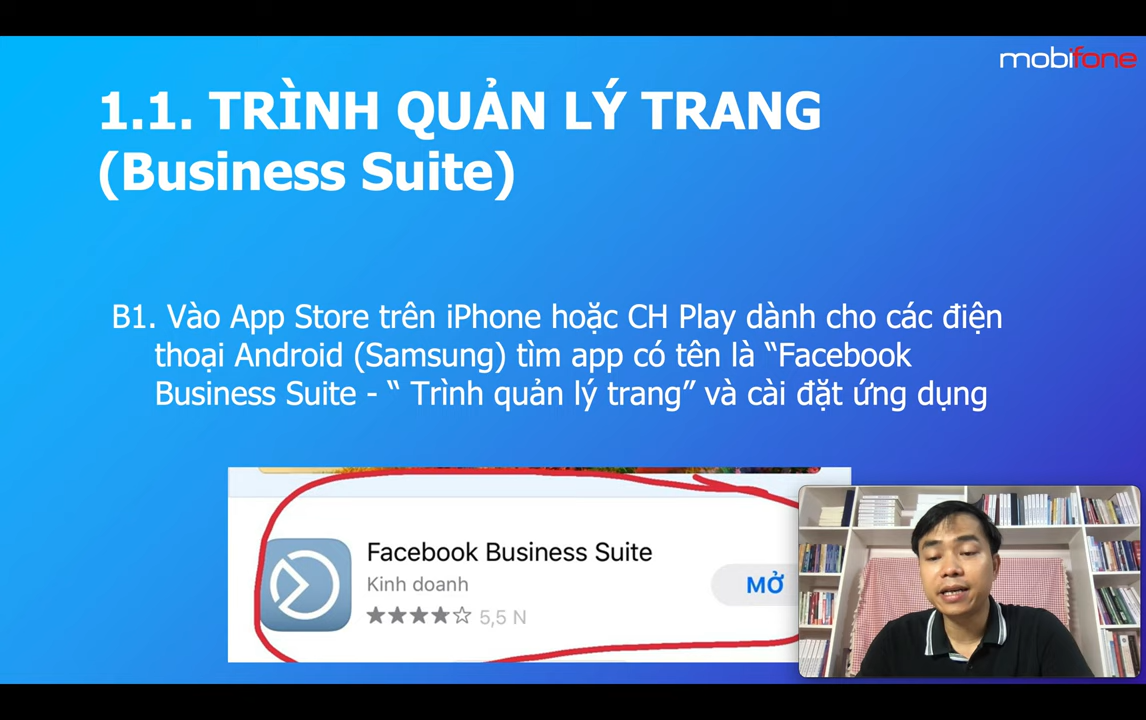 mobifone
1.1. TRÌNH QUẢN LÝ TRANG
(Business Suite)
B1. Vào App Store trên iPhone hoặc CH Play dành cho các điện
thoại Android (Samsung) tìm app có tên là “Facebook
Business Suite - “ Trình quản lý trang” và cài đặt ứng dụng
Facebook Business Suite
Kinh doanh
MỞ
5,5 N